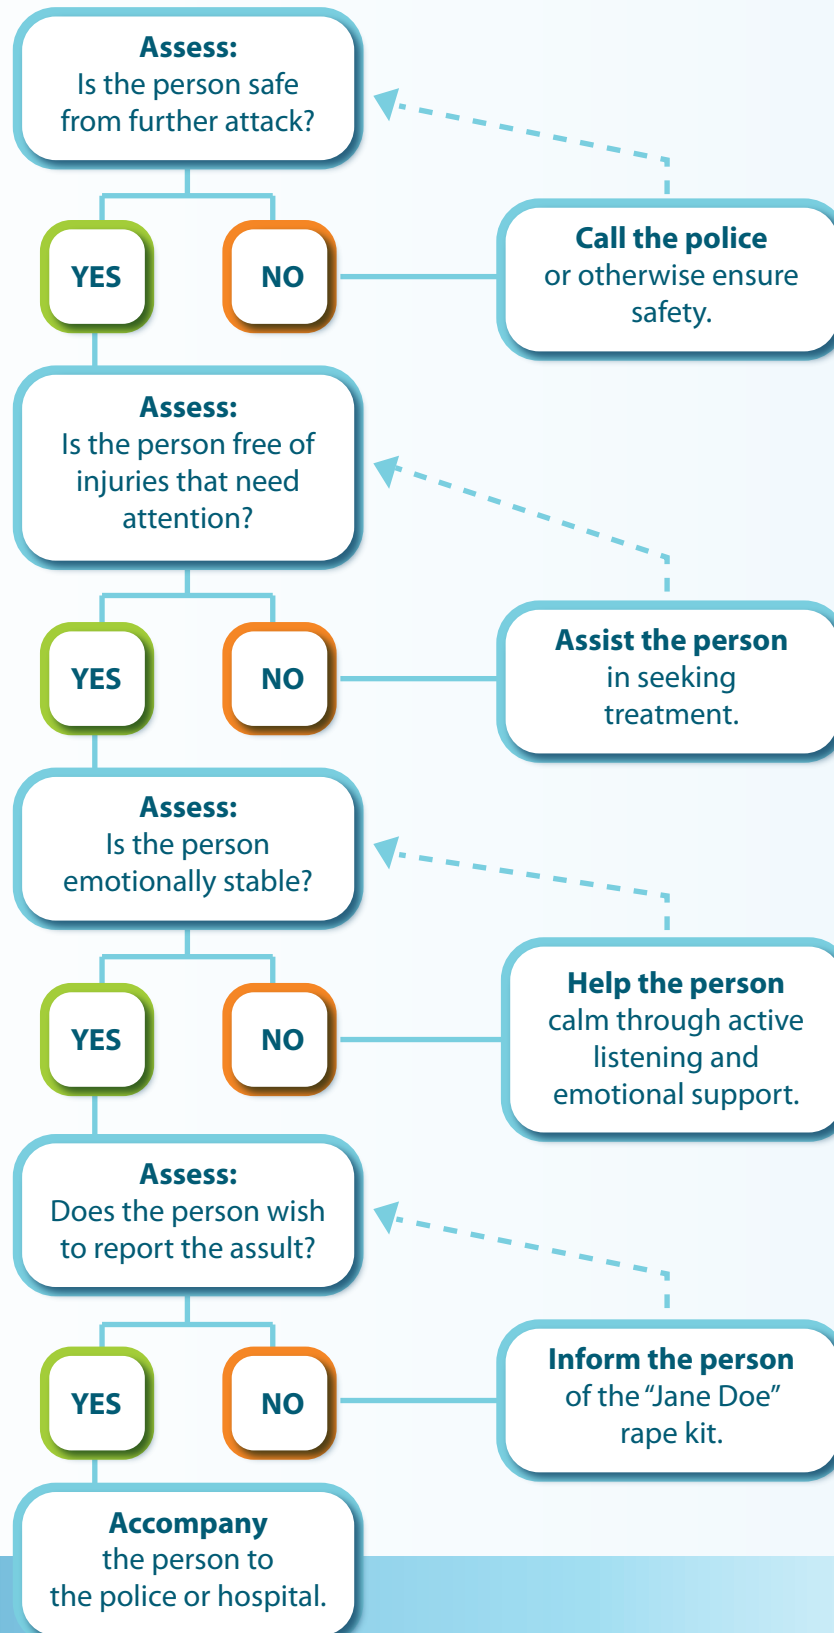 Assess:
Is the person safe
from further attack?
YES
NO
Call the police
or otherwise ensure
safety.
Assess:
Is the person free of
injuries that need
attention?
YES
NO
Assist the person
in seeking
treatment.
Assess:
Is the person
emotionally stable?
YES
NO
Help the person
calm through active
listening and
emotional support.
Assess:
Does the person wish
to report the assult?
YES
NO
Inform the person
of the “Jane Doe”
rape kit.
Accompany
the person to
the police or hospital.